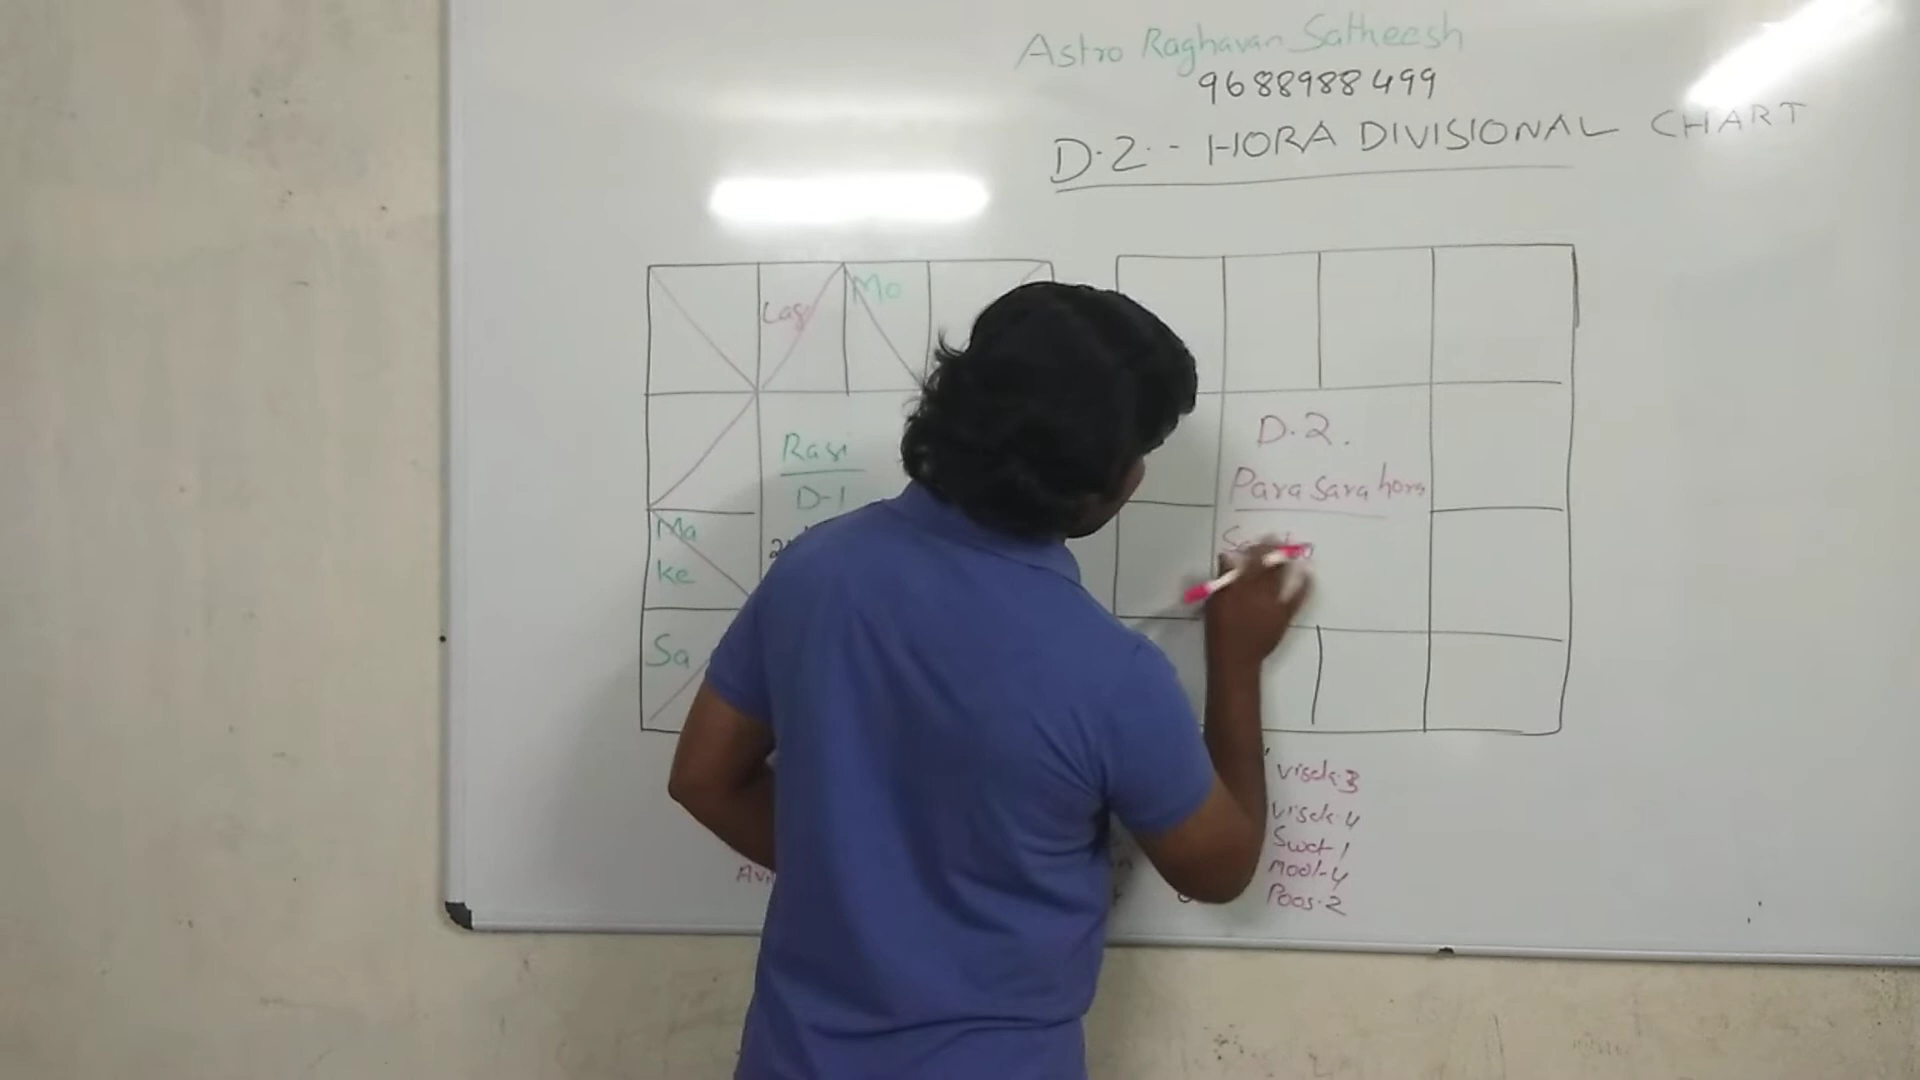 Astro Raghavan Satheesh
9688988499
D.2.- HORA DIVISIONAL CHART
Lag
Mo
Rasi
D-1
Ma
Ke
Sa
D.2.
Parasara hora
Visak.3
Visak.4
Swat-1
Mool-4
Poos.2